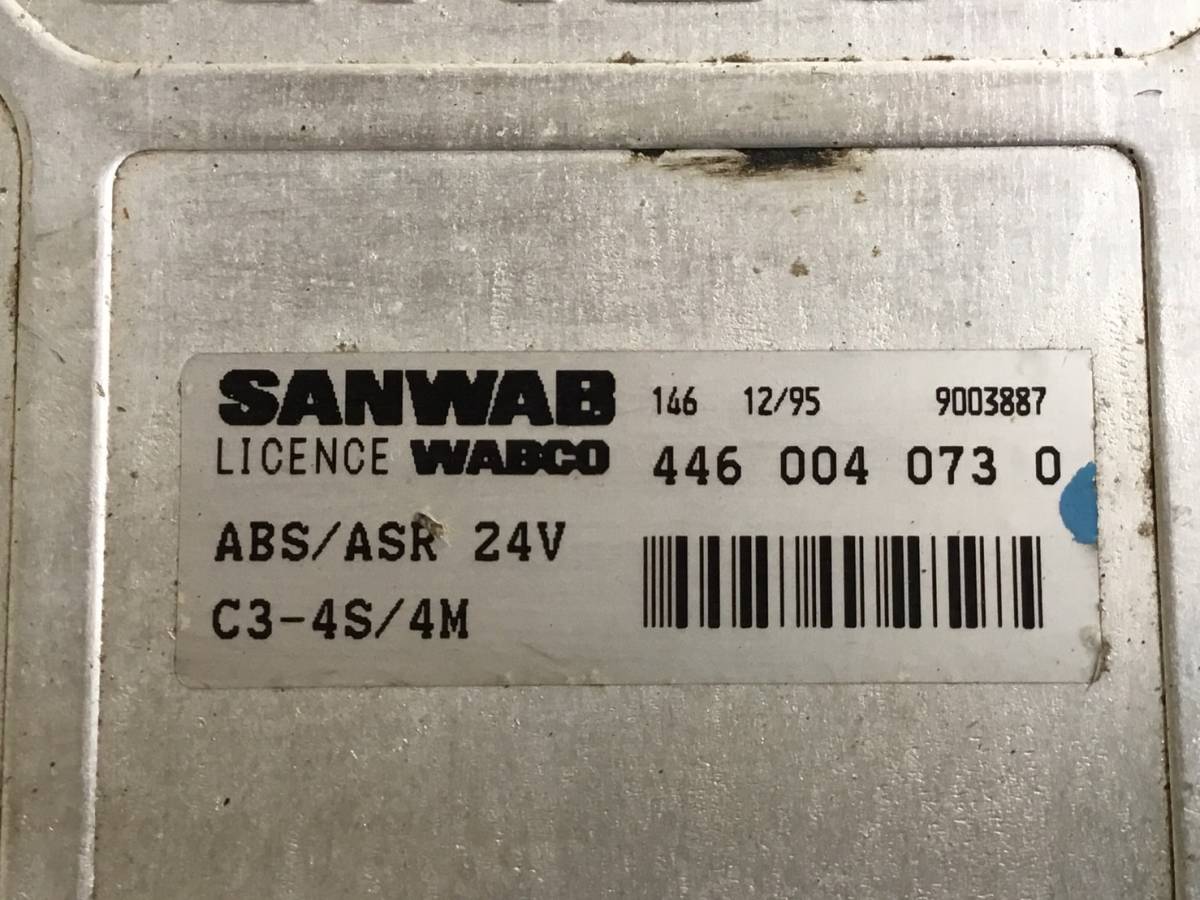 SANWAB 146 12/95 9003887
LICENCE WABCO 446 004 073 0
ABS/ASR 24V
C3-4S/4M